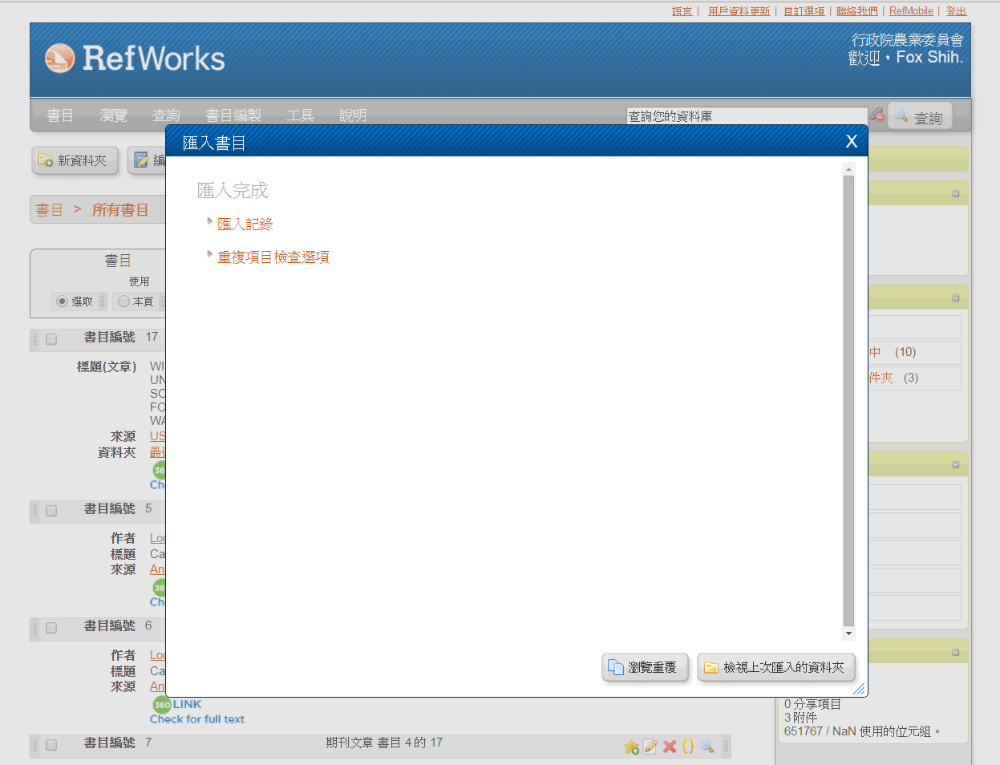 語言 | 用戶資料更新 | 自訂選項 | 聯絡我們 | RefMobile | 登出
RefWorks
行政院農業委員會
歡迎，Fox Shih.
書目 瀏覽 查詢 書目編製 工具 說明
查詢您的資料庫
查詢
新資料夾
編
匯入書目
X
匯入完成
匯入記錄
重複項目檢查選項
瀏覽重覆
檢視上次匯入的資料夾
書目 > 所有書目
書目
使用
選取 本頁
書目編號 17
標題(文章) WI
UN
SC
FO
WA
來源 US
資料夾 最近
360
Ch
書目編號 5
作者 Loc
標題 Ca
來源 An
360
Ch
書目編號 6
作者 Loc
標題 Ca
來源 An
360 LINK
Check for full text
書目編號 7 期刊文章 書目 4 的 17
中 (10)
件夾 (3)
0 分享項目
3 附件
651767 / NaN 使用的位元組。